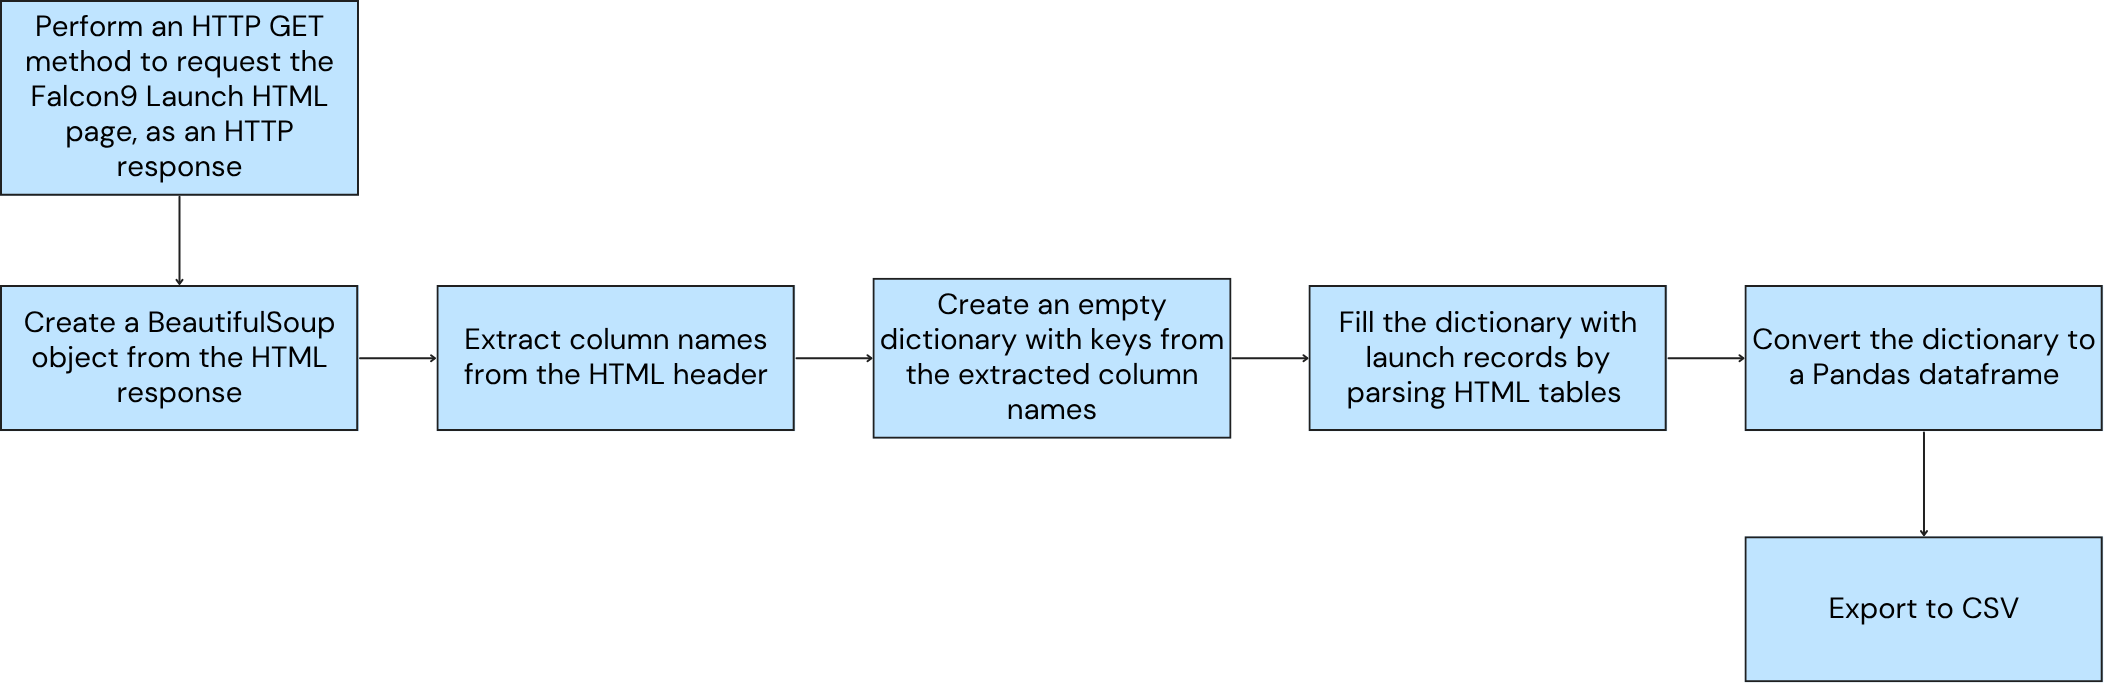 Perform an HTTP GET
method to request the
Falcon9 Launch HTML
page, as an HTTP
response
Create a BeautifulSoup
object from the HTML
response
Extract column names
from the HTML header
Create an empty
dictionary with keys from
the extracted column
names
Fill the dictionary with
launch records by
parsing HTML tables
Convert the dictionary to
a Pandas dataframe
Export to CSV